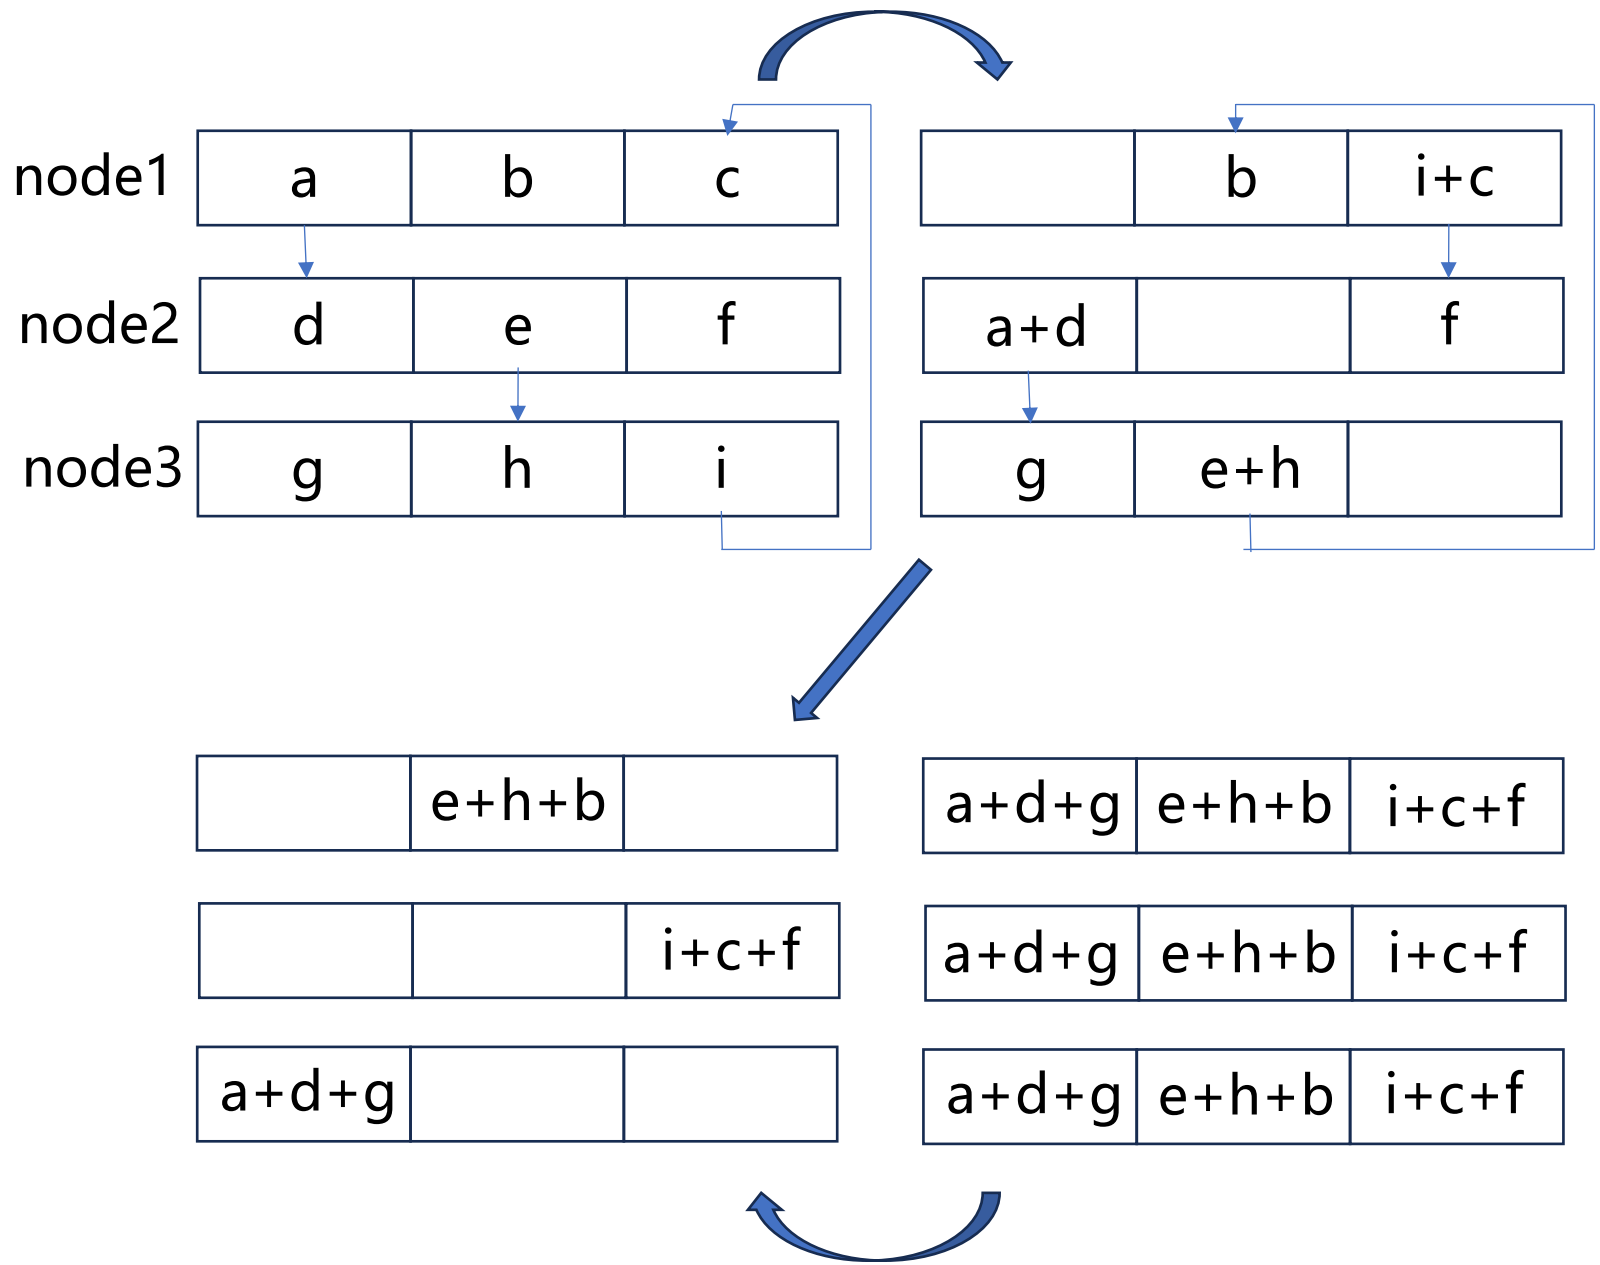 node1 a b c b i+c
node2 d e f a+d f
node3 g h i g e+h
e+h+b a+d+g e+h+b i+c+f
i+c+f a+d+g e+h+b i+c+f
a+d+g a+d+g e+h+b i+c+f